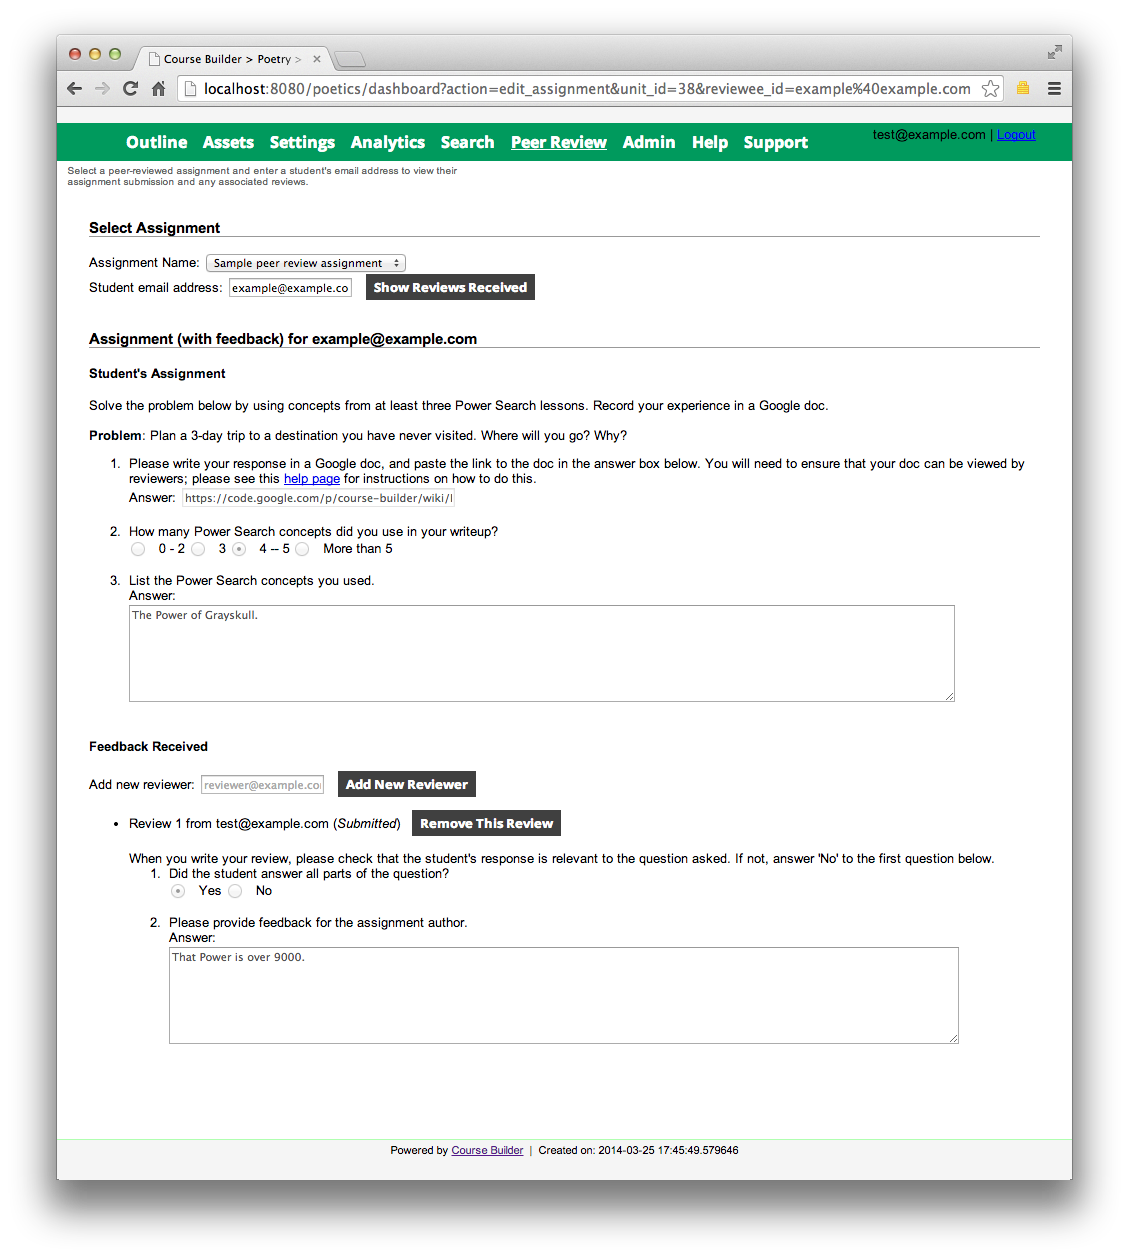 Course Builder > Poetry >
localhost:8080/poetics/dashboard?action=edit_assignment&unit_id=38&reviewee_id=example%40example.com
Outline Assets Settings Analytics Search Peer Review Admin Help Support test@example.com | Logout
Select a peer-reviewed assignment and enter a student's email address to view their
assignment submission and any associated reviews.
Select Assignment
Assignment Name: Sample peer review assignment
Student email address: example@example.co Show Reviews Received
Assignment (with feedback) for example@example.com
Student's Assignment
Solve the problem below by using concepts from at least three Power Search lessons. Record your experience in a Google doc.
Problem: Plan a 3-day trip to a destination you have never visited. Where will you go? Why?
1. Please write your response in a Google doc, and paste the link to the doc in the answer box below. You will need to ensure that your doc can be viewed by
reviewers; please see this help page for instructions on how to do this.
Answer: https://code.google.com/p/course-builder/wiki/I
2. How many Power Search concepts did you use in your writeup?
0 - 2 3 4 -- 5 More than 5
3. List the Power Search concepts you used.
Answer:
The Power of Grayskull.
Feedback Received
Add new reviewer: reviewer@example.co Add New Reviewer
• Review 1 from test@example.com (Submitted) Remove This Review
When you write your review, please check that the student's response is relevant to the question asked. If not, answer 'No' to the first question below.
1. Did the student answer all parts of the question?
Yes No
2. Please provide feedback for the assignment author.
Answer:
That Power is over 9000.
Powered by Course Builder | Created on: 2014-03-25 17:45:49.579646